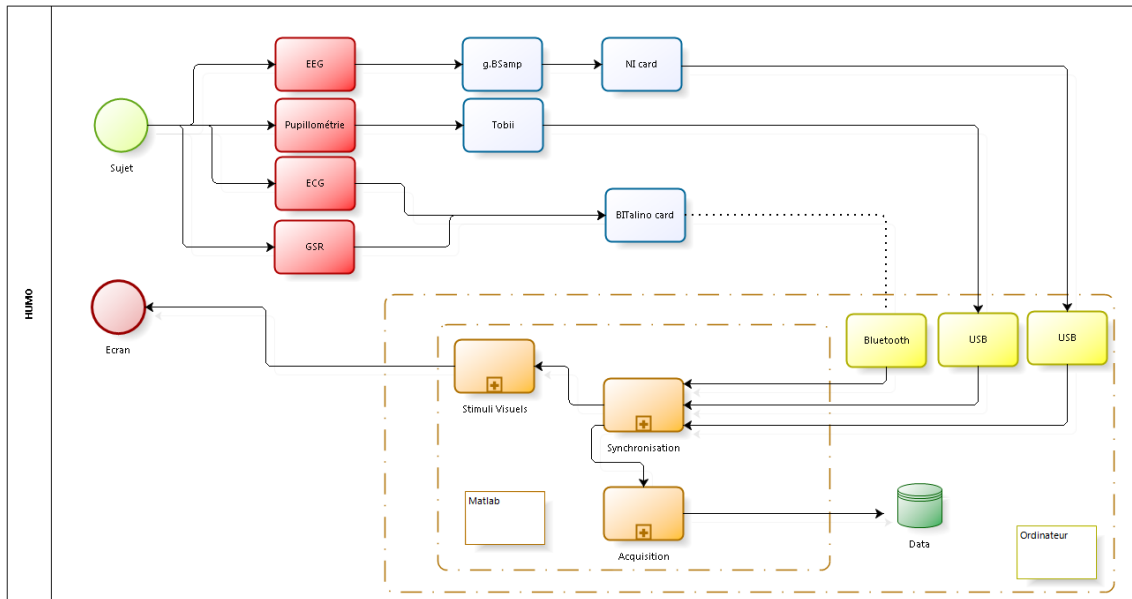 HUMO
EEG
g.BSamp
NI card
Pupillométrie
Tobii
Sujet
ECG
BITalino card
GSR
Ecran
Bluetooth
USB
USB
Stimuli Visuels
Synchronisation
Matlab
Acquisition
Data
Ordinateur